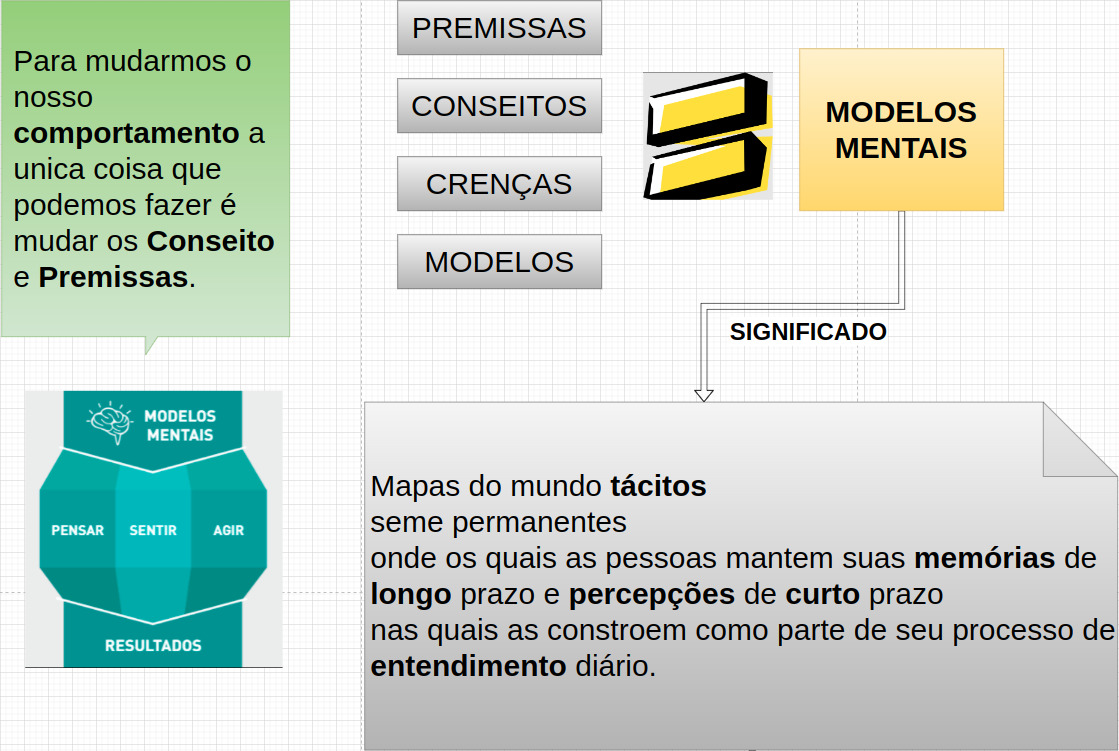 Para mudarmos o
nosso
comportamento a
unica coisa que
podemos fazer é
mudar os Conseito
e Premissas.
PREMISSAS
CONSEITOS
CRENÇAS
MODELOS
MODELOS
MENTAIS
SIGNIFICADO
MODELOS
MENTAIS
PENSAR
SENTIR
AGIR
RESULTADOS
Mapas do mundo tácitos
seme permanentes
onde os quais as pessoas mantem suas memórias de
longo prazo e percepções de curto prazo
nas quais as constroem como parte de seu processo de
entendimento diário.